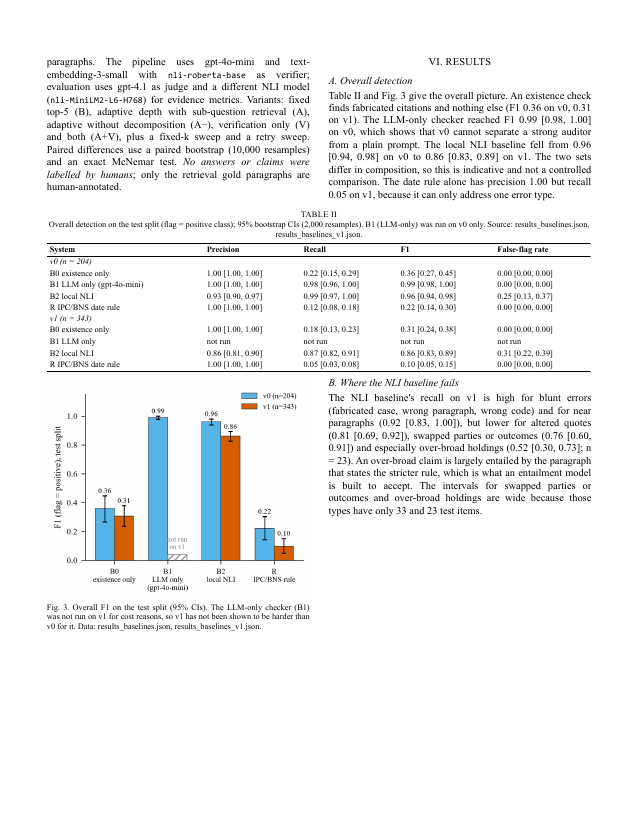 paragraphs. The pipeline uses gpt-4o-mini and text-
embedding-3-small with nli-roberta-base as verifier;
evaluation uses gpt-4.1 as judge and a different NLI model
(nli-MiniLM2-L6-H768) for evidence metrics. Variants: fixed
top-5 (B), adaptive depth with sub-question retrieval (A),
adaptive without decomposition (A−), verification only (V)
and both (A+V), plus a fixed-k sweep and a retry sweep.
Paired differences use a paired bootstrap (10,000 resamples)
and an exact McNemar test. No answers or claims were
labelled by humans; only the retrieval gold paragraphs are
human-annotated.
VI. RESULTS
A. Overall detection
Table II and Fig. 3 give the overall picture. An existence check
finds fabricated citations and nothing else (F1 0.36 on v0, 0.31
on v1). The LLM-only checker reached F1 0.99 [0.98, 1.00]
on v0, which shows that v0 cannot separate a strong auditor
from a plain prompt. The local NLI baseline fell from 0.96
[0.94, 0.98] on v0 to 0.86 [0.83, 0.89] on v1. The two sets
differ in composition, so this is indicative and not a controlled
comparison. The date rule alone has precision 1.00 but recall
0.05 on v1, because it can only address one error type.
TABLE II
Overall detection on the test split (flag = positive class); 95% bootstrap CIs (2,000 resamples). B1 (LLM-only) was run on v0 only. Source: results_baselines.json,
results_baselines_v1.json.
System Precision Recall F1 False-flag rate
v0 (n = 204)
B0 existence only 1.00 [1.00, 1.00] 0.22 [0.15, 0.29] 0.36 [0.27, 0.45] 0.00 [0.00, 0.00]
B1 LLM only (gpt-4o-mini) 1.00 [1.00, 1.00] 0.98 [0.96, 1.00] 0.99 [0.98, 1.00] 0.00 [0.00, 0.00]
B2 local NLI 0.93 [0.90, 0.97] 0.99 [0.97, 1.00] 0.96 [0.94, 0.98] 0.25 [0.13, 0.37]
R IPC/BNS date rule 1.00 [1.00, 1.00] 0.12 [0.08, 0.18] 0.22 [0.14, 0.30] 0.00 [0.00, 0.00]
v1 (n = 343)
B0 existence only 1.00 [1.00, 1.00] 0.18 [0.13, 0.23] 0.31 [0.24, 0.38] 0.00 [0.00, 0.00]
B1 LLM only not run not run not run not run
B2 local NLI 0.86 [0.81, 0.90] 0.87 [0.82, 0.91] 0.86 [0.83, 0.89] 0.31 [0.22, 0.39]
R IPC/BNS date rule 1.00 [1.00, 1.00] 0.05 [0.03, 0.08] 0.10 [0.05, 0.15] 0.00 [0.00, 0.00]
F1 (flag = positive), test split
1.0
0.8
0.6
0.4
0.2
0.0
v0 (n=204)
v1 (n=343)
0.36
0.31
0.99
not run
on v1
0.96
0.86
0.22
0.10
B0
existence only
B1
LLM only
(gpt-4o-mini)
B2
local NLI
R
IPC/BNS rule
Fig. 3. Overall F1 on the test split (95% CIs). The LLM-only checker (B1)
was not run on v1 for cost reasons, so v1 has not been shown to be harder than
v0 for it. Data: results_baselines.json, results_baselines_v1.json.
B. Where the NLI baseline fails
The NLI baseline's recall on v1 is high for blunt errors
(fabricated case, wrong paragraph, wrong code) and for near
paragraphs (0.92 [0.83, 1.00]), but lower for altered quotes
(0.81 [0.69, 0.92]), swapped parties or outcomes (0.76 [0.60,
0.91]) and especially over-broad holdings (0.52 [0.30, 0.73]; n
= 23). An over-broad claim is largely entailed by the paragraph
that states the stricter rule, which is what an entailment model
is built to accept. The intervals for swapped parties or
outcomes and over-broad holdings are wide because those
types have only 33 and 23 test items.